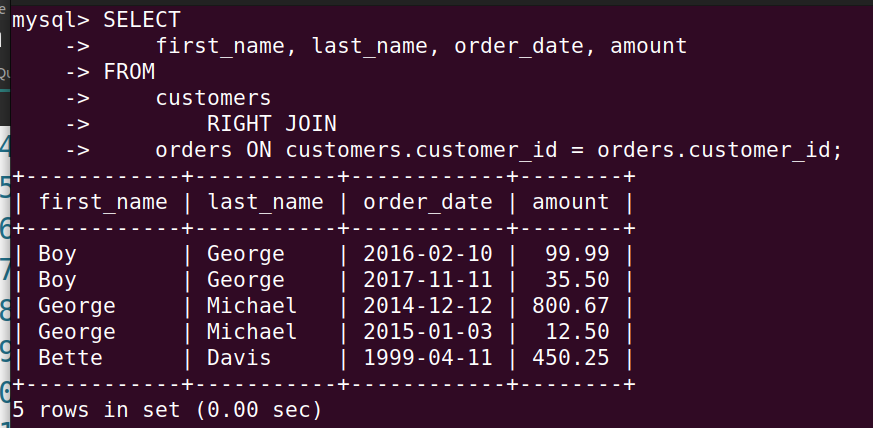 mysql> SELECT
    ->     first_name, last_name, order_date, amount
    -> FROM
    ->     customers
    ->         RIGHT JOIN
    ->     orders ON customers.customer_id = orders.customer_id;
+------------+-----------+------------+--------+
| first_name | last_name | order_date | amount |
+------------+-----------+------------+--------+
| Boy        | George    | 2016-02-10 |  99.99 |
| Boy        | George    | 2017-11-11 |  35.50 |
| George     | Michael   | 2014-12-12 | 800.67 |
| George     | Michael   | 2015-01-03 |  12.50 |
| Bette      | Davis     | 1999-04-11 | 450.25 |
+------------+-----------+------------+--------+
5 rows in set (0.00 sec)